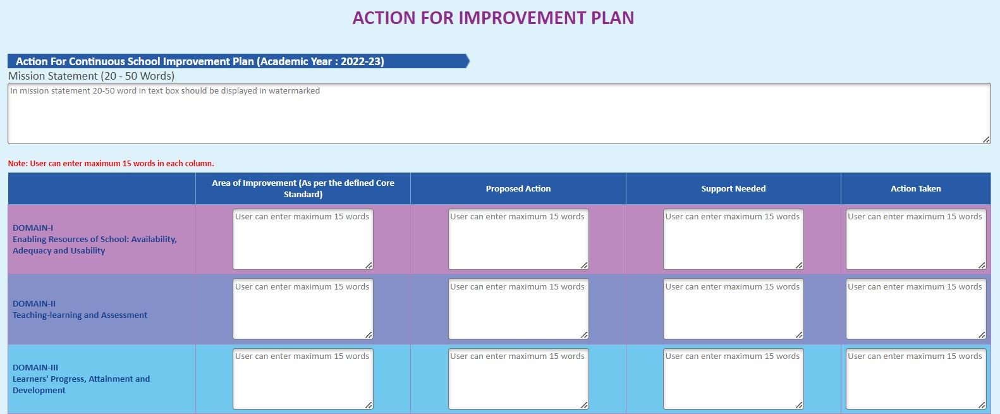 ACTION FOR IMPROVEMENT PLAN
Action For Continuous School Improvement Plan (Academic Year : 2022-23)
Mission Statement (20 - 50 Words)
In mission statement 20-50 word in text box should be displayed in watermarked
Note: User can enter maximum 15 words in each column.
Area of Improvement (As per the defined Core
Standard)
Proposed Action
Support Needed
Action Taken
DOMAIN-I
Enabling Resources of School: Availability,
Adequacy and Usability
User can enter maximum 15 words
User can enter maximum 15 words
User can enter maximum 15 words
User can enter maximum 15 words
DOMAIN-II
Teaching-learning and Assessment
User can enter maximum 15 words
User can enter maximum 15 words
User can enter maximum 15 words
User can enter maximum 15 words
DOMAIN-III
Learners' Progress, Attainment and
Development
User can enter maximum 15 words
User can enter maximum 15 words
User can enter maximum 15 words
User can enter maximum 15 words